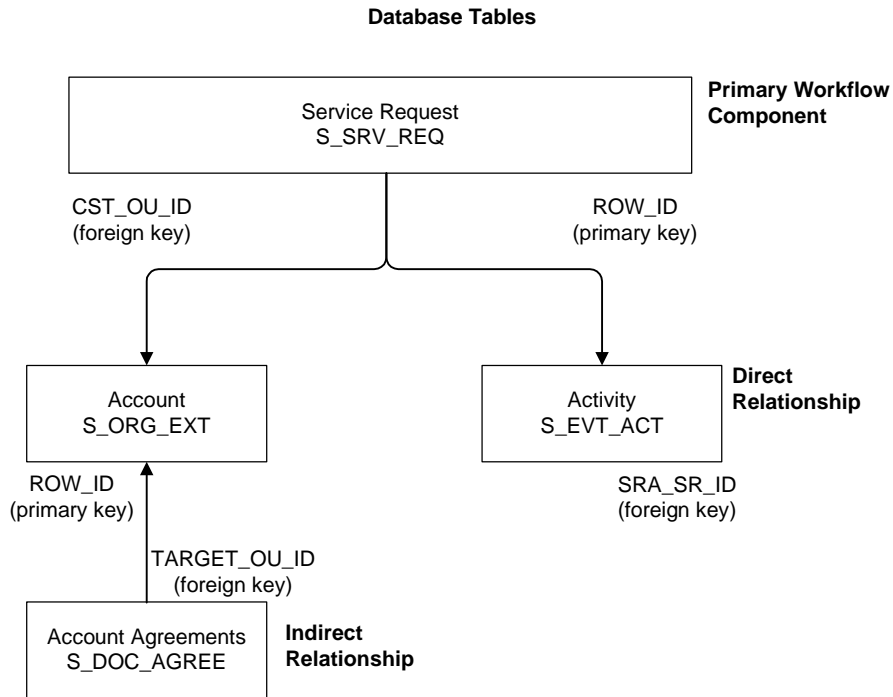 Database Tables
Service Request
S_SRV_REQ
Primary Workflow
Component
CST_OU_ID
(foreign key)
ROW_ID
(primary key)
Account
S_ORG_EXT
Activity
S_EVT_ACT
Direct
Relationship
ROW_ID
(primary key)
SRA_SR_ID
(foreign key)
TARGET_OU_ID
(foreign key)
Account Agreements
S_DOC_AGREE
Indirect
Relationship